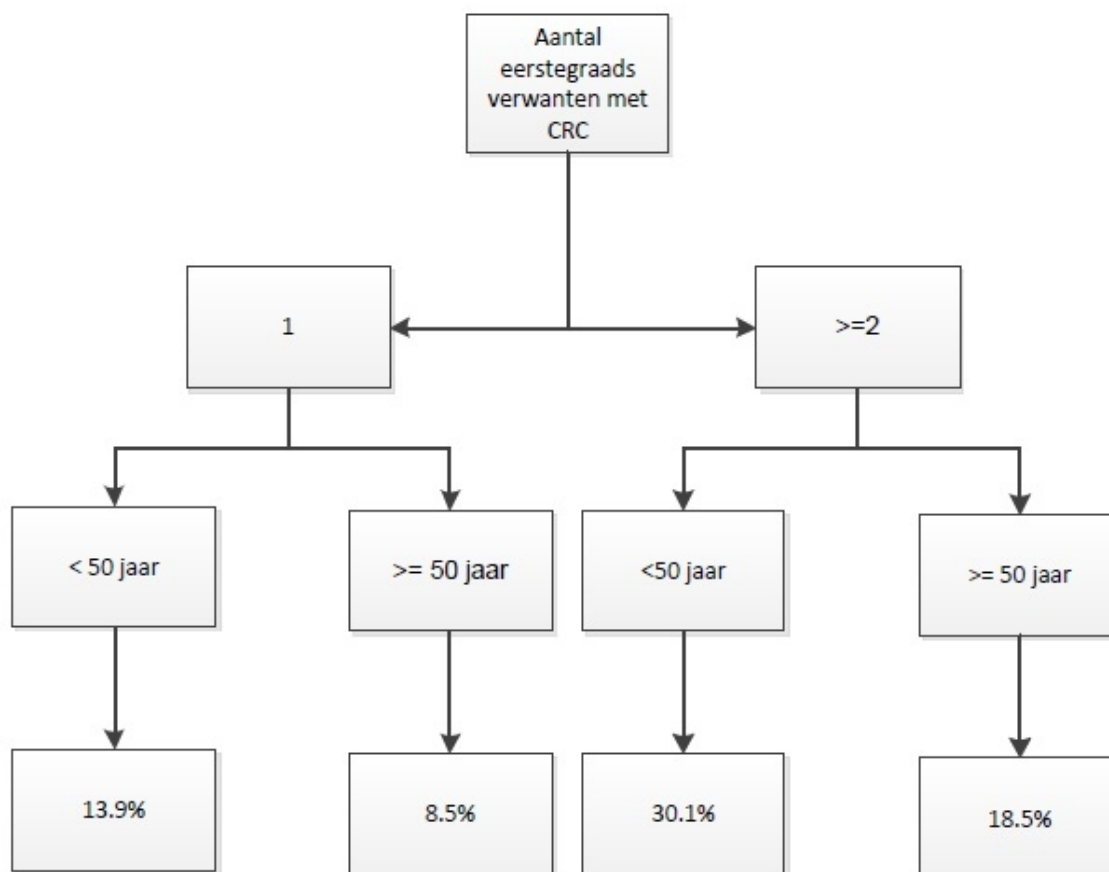 Aantal
eerstegraads
verwanten met
CRC
1
>=2
< 50 jaar
>= 50 jaar
<50 jaar
>= 50 jaar
13.9%
8.5%
30.1%
18.5%